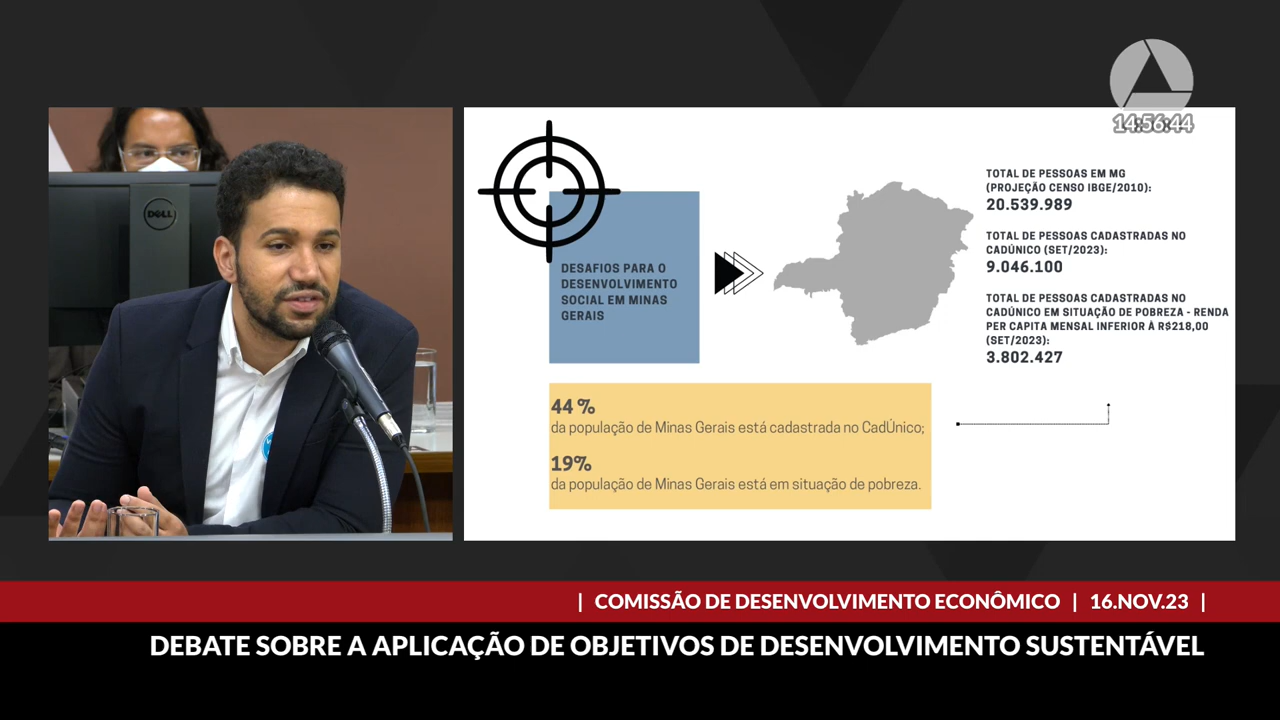 14:56:44
DELL
DESAFIOS PARA O
DESENVOLVIMENTO
SOCIAL EM MINAS
GERAIS
TOTAL DE PESSOAS EM MG
(PROJEÇÃO CENSO IBGE/2010):
20.539.989
TOTAL DE PESSOAS CADASTRADAS NO
CADÚNICO (SET/2023):
9.046.100
TOTAL DE PESSOAS CADASTRADAS NO
CADÚNICO EM SITUAÇÃO DE POBREZA - RENDA
PER CAPITA MENSAL INFERIOR À R$218,00
(SET/2023):
3.802.427
44 %
da população de Minas Gerais está cadastrada no CadÚnico;
19%
da população de Minas Gerais está em situação de pobreza.
| COMISSÃO DE DESENVOLVIMENTO ECONÔMICO | 16.NOV.23 |
DEBATE SOBRE A APLICAÇÃO DE OBJETIVOS DE DESENVOLVIMENTO SUSTENTÁVEL